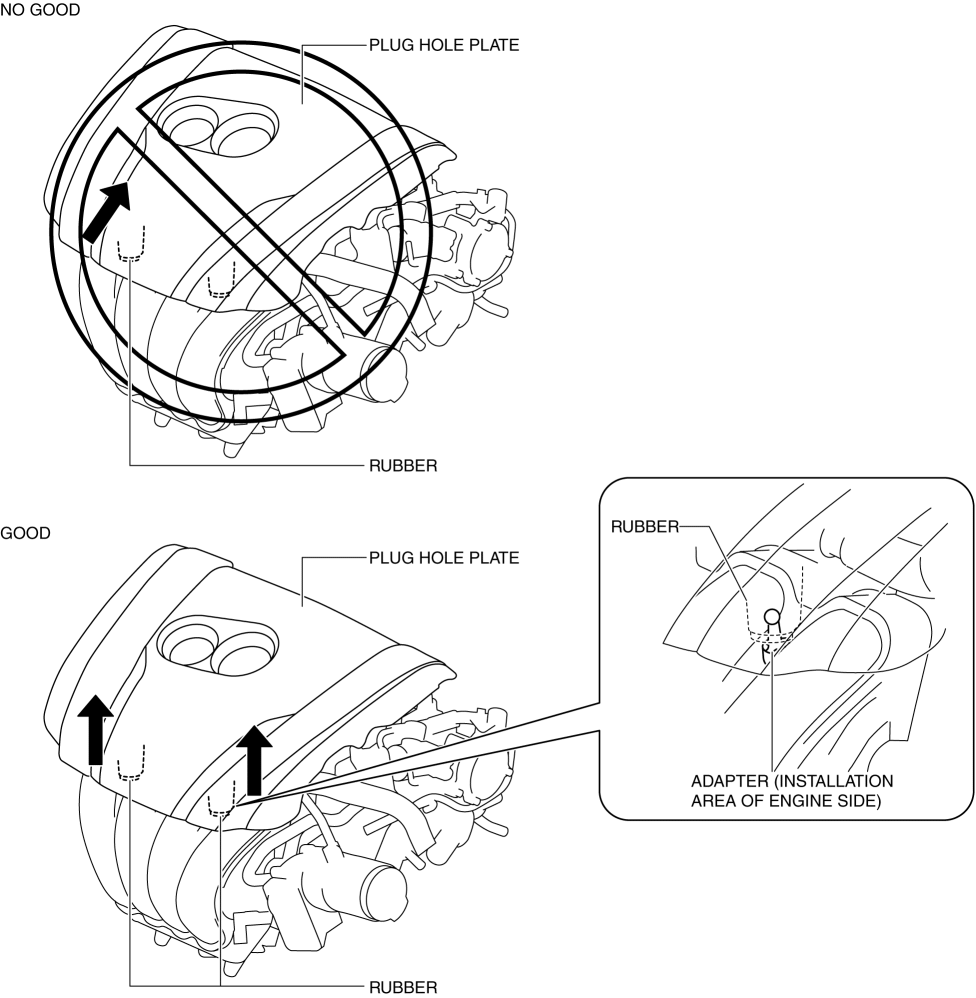 NO GOOD
PLUG HOLE PLATE
RUBBER
GOOD
PLUG HOLE PLATE
RUBBER
RUBBER
ADAPTER (INSTALLATION
AREA OF ENGINE SIDE)